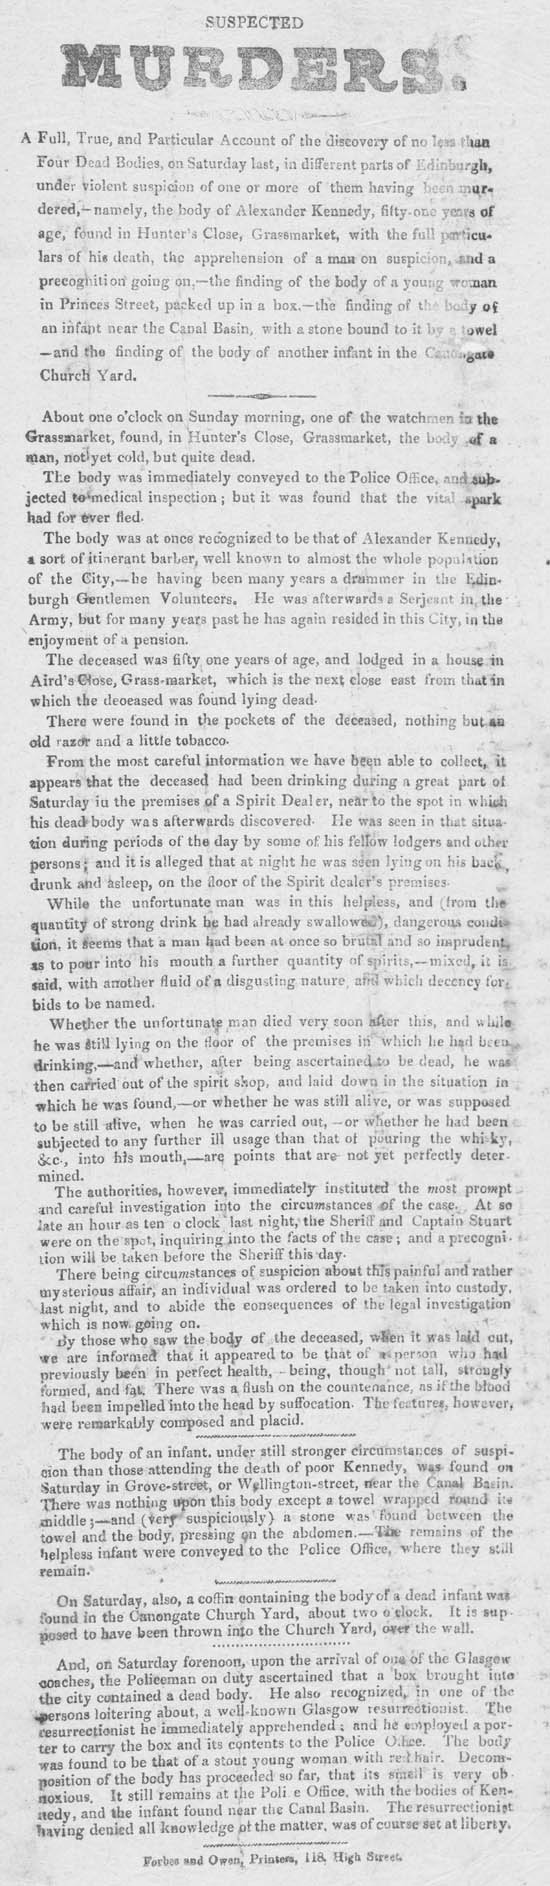 SUSPECTED
MURDERS.
A Full, True, and Particular Account of the discovery of no less than
Four Dead Bodies, on Saturday last, in different parts of Edinburgh,
under violent suspicion of one or more of them having been mur-
dered,—namely, the body of Alexander Kennedy, fifty-one years of
age, found in Hunter's Close, Grassmarket, with the full particu-
lars of his death, the apprehension of a man on suspicion, and a
precognition going on,—the finding of the body of a young woman
in Princes Street, packed up in a box.—the finding of the body of
an infant near the Canal Basin, with a stone bound to it by a towel
—and the finding of the body of another infant in the Canongate
Church Yard.
About one o'clock on Sunday morning, one of the watchmen in the
Grassmarket, found, in Hunter's Close, Grassmarket, the body of a
man, not yet cold, but quite dead.
The body was immediately conveyed to the Police Office, and sub-
jected to medical inspection; but it was found that the vital spark
had for ever fled.
The body was at once recognized to be that of Alexander Kennedy,
a sort of itinerant barber, well known to almost the whole population
of the City,—he having been many years a drummer in the Edin-
burgh Gentlemen Volunteers. He was afterwards a Serjeant in the
Army, but for many years past he has again resided in this City, in the
enjoyment of a pension.
The deceased was fifty one years of age, and lodged in a house in
Aird's Close, Grass-market, which is the next close east from that in
which the deoeased was found lying dead.
There were found in the pockets of the deceased, nothing but an
old razor and a little tobacco.
From the most careful information we have been able to collect, it
appears that the deceased had been drinking during a great part of
Saturday in the premises of a Spirit Dealer, near to the spot in which
his dead body was afterwards discovered. He was seen in that situa-
tion during periods of the day by some of his fellow lodgers and other
persons; and it is alleged that at night he was seen lying on his back,
drunk and asleep, on the floor of the Spirit dealer's premises.
While the unfortunate man was in this helpless, and (from the
quantity of strong drink he had already swallowed), dangerous condi-
tion, it seems that a man had been at once so brutal and so imprudent,
as to pour into his mouth a further quantity of spirits,—mixed, it is
said, with another fluid of a disgusting nature, and which decency for-
bids to be named.
Whether the unfortunate man died very soon after this, and while
he was still lying on the floor of the premises in which he had been
drinking,—and whether, after being ascertained to be dead, he was
then carried out of the spirit shop, and laid down in the situation in
which he was found,—or whether he was still alive, or was supposed
to be still alive, when he was carried out,—or whether he had been
subjected to any further ill usage than that of pouring the whisky,
&c., into his mouth,—are points that are not yet perfectly deter-
mined.
The authorities, however, immediately instituted the most prompt
and careful investigation into the circumstances of the case. At so
late an hour as ten o clock last night, the Sheriff and Captain Stuart
were on the spot, inquiring into the facts of the case; and a precogni-
tion will be taken before the Sheriff this day.
There being circumstances of suspicion about this painful and rather
mysterious affair, an individual was ordered to be taken into custody,
last night, and to abide the consequences of the legal investigation
which is now going on.
By those who saw the body of the deceased, when it was laid out,
we are informed that it appeared to be that of a person who had
previously been in perfect health,—being, though not tall, strongly
formed, and fat. There was a flush on the countenance, as if the blood
had been impelled into the head by suffocation. The features, however,
were remarkably composed and placid.
The body of an infant, under still stronger circumstances of suspi-
cion than those attending the death of poor Kennedy, was found on
Saturday in Grove-street, or Wellington-street, near the Canal Basin.
There was nothing upon this body except a towel wrapped round its
middle;—and (very suspiciously) a stone was found between the
towel and the body, pressing on the abdomen.—The remains of the
helpless infant were conveyed to the Police Office, where they still
remain.
On Saturday, also, a coffin containing the body of a dead infant was
found in the Canongate Church Yard, about two o'clock. It is sup-
posed to have been thrown into the Church Yard, over the wall.
And, on Saturday forenoon, upon the arrival of one of the Glasgow
coaches, the Policeman on duty ascertained that a box brought into
the city contained a dead body. He also recognized, in one of the
persons loitering about, a well-known Glasgow resurrectionist. The
resurrectionist he immediately apprehended; and he employed a por-
ter to carry the box and its contents to the Police Office. The body
was found to be that of a stout young woman with red hair. Decom-
position of the body has proceeded so far, that its smell is very ob-
noxious. It still remains at the Police Office, with the bodies of Ken-
nedy, and the infant found near the Canal Basin. The resurrectionist
having denied all knowledge of the matter, was of course set at liberty.
Forbes and Owen, Printers, 118, High Street.